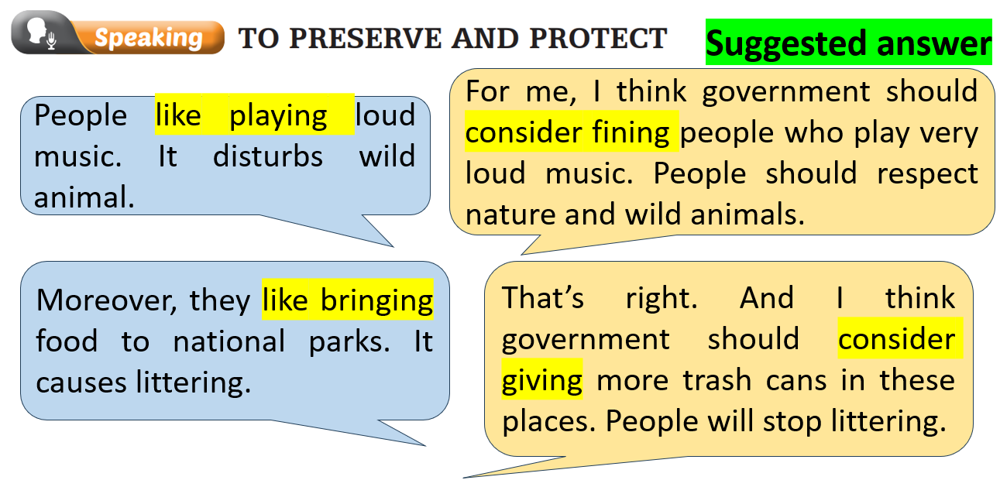 Speaking
TO PRESERVE AND PROTECT
Suggested answer
People like playing loud
music. It disturbs wild
animal.
For me, I think government should
consider fining people who play very
loud music. People should respect
nature and wild animals.
Moreover, they like bringing
food to national parks. It
causes littering.
That’s right. And I think
government should consider
giving more trash cans in these
places. People will stop littering.